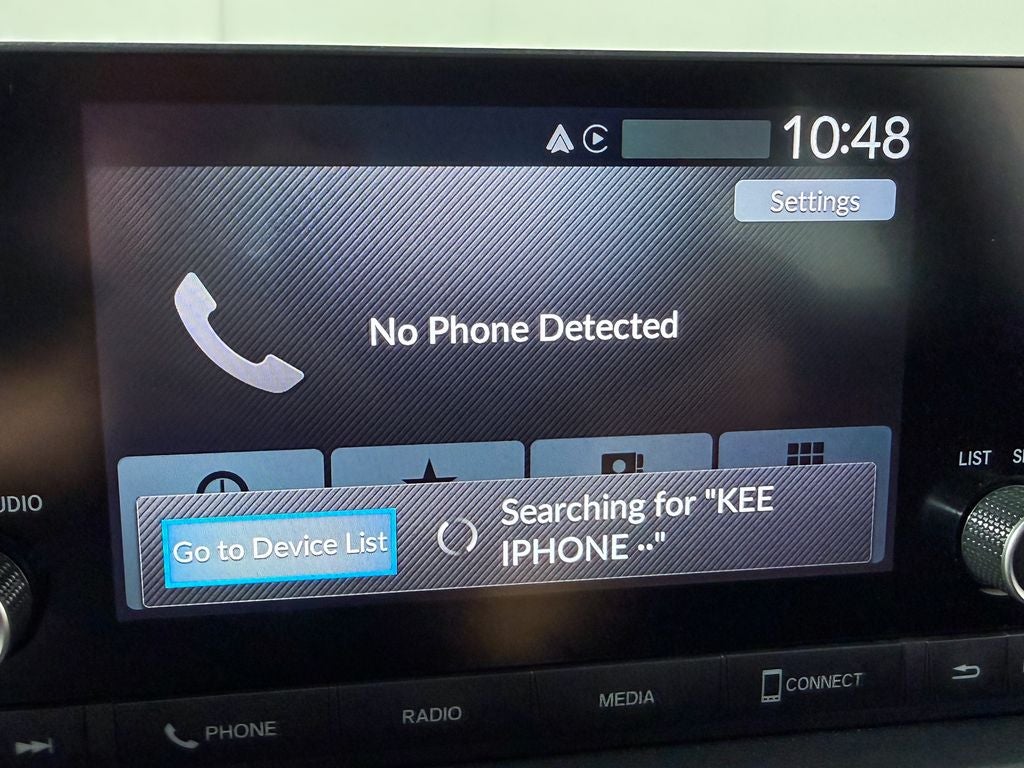 10:48
Settings
No Phone Detected
Go to Device List
Searching for "KEE
IPHONE .."
LIST
UDIO
PHONE
RADIO
MEDIA
CONNECT